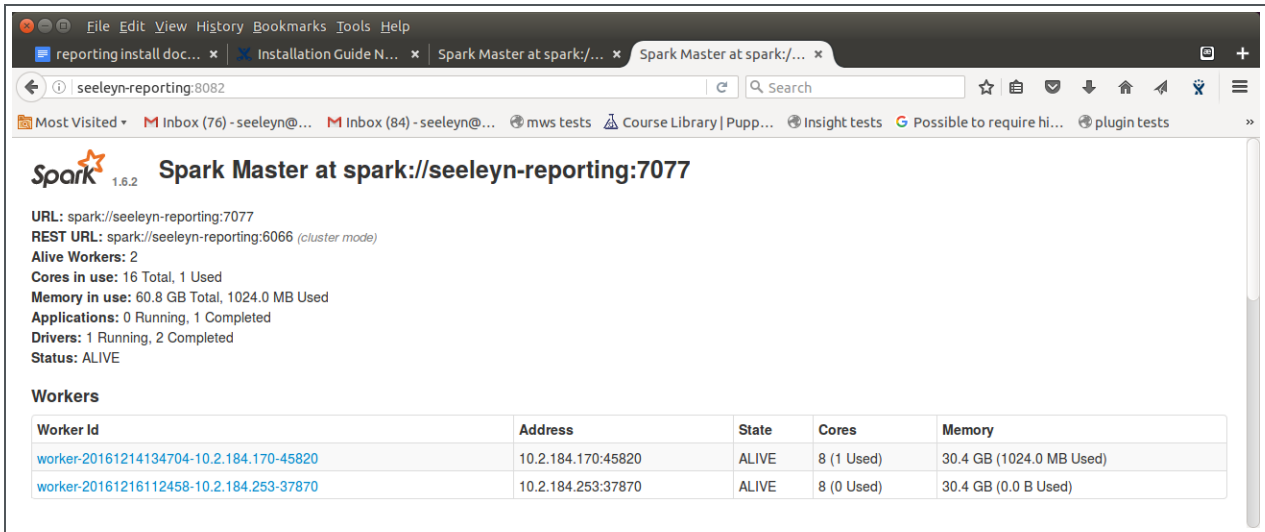 File Edit View History Bookmarks Tools Help
reporting install doc... × Installation Guide N... × Spark Master at spark:/... × Spark Master at spark:/... ×
seeleyn-reporting:8082 Search
Most Visited Inbox (76) - seeleyn@... Inbox (84) - seeleyn@... mws tests Course Library | Pupp... Insight tests Possible to require hi... plugin tests »
Spark 1.6.2 Spark Master at spark://seeleyn-reporting:7077
URL: spark://seeleyn-reporting:7077
REST URL: spark://seeleyn-reporting:6066 (cluster mode)
Alive Workers: 2
Cores in use: 16 Total, 1 Used
Memory in use: 60.8 GB Total, 1024.0 MB Used
Applications: 0 Running, 1 Completed
Drivers: 1 Running, 2 Completed
Status: ALIVE
Workers
Worker Id Address State Cores Memory
worker-20161214134704-10.2.184.170-45820 10.2.184.170:45820 ALIVE 8 (1 Used) 30.4 GB (1024.0 MB Used)
worker-20161216112458-10.2.184.253-37870 10.2.184.253:37870 ALIVE 8 (0 Used) 30.4 GB (0.0 B Used)